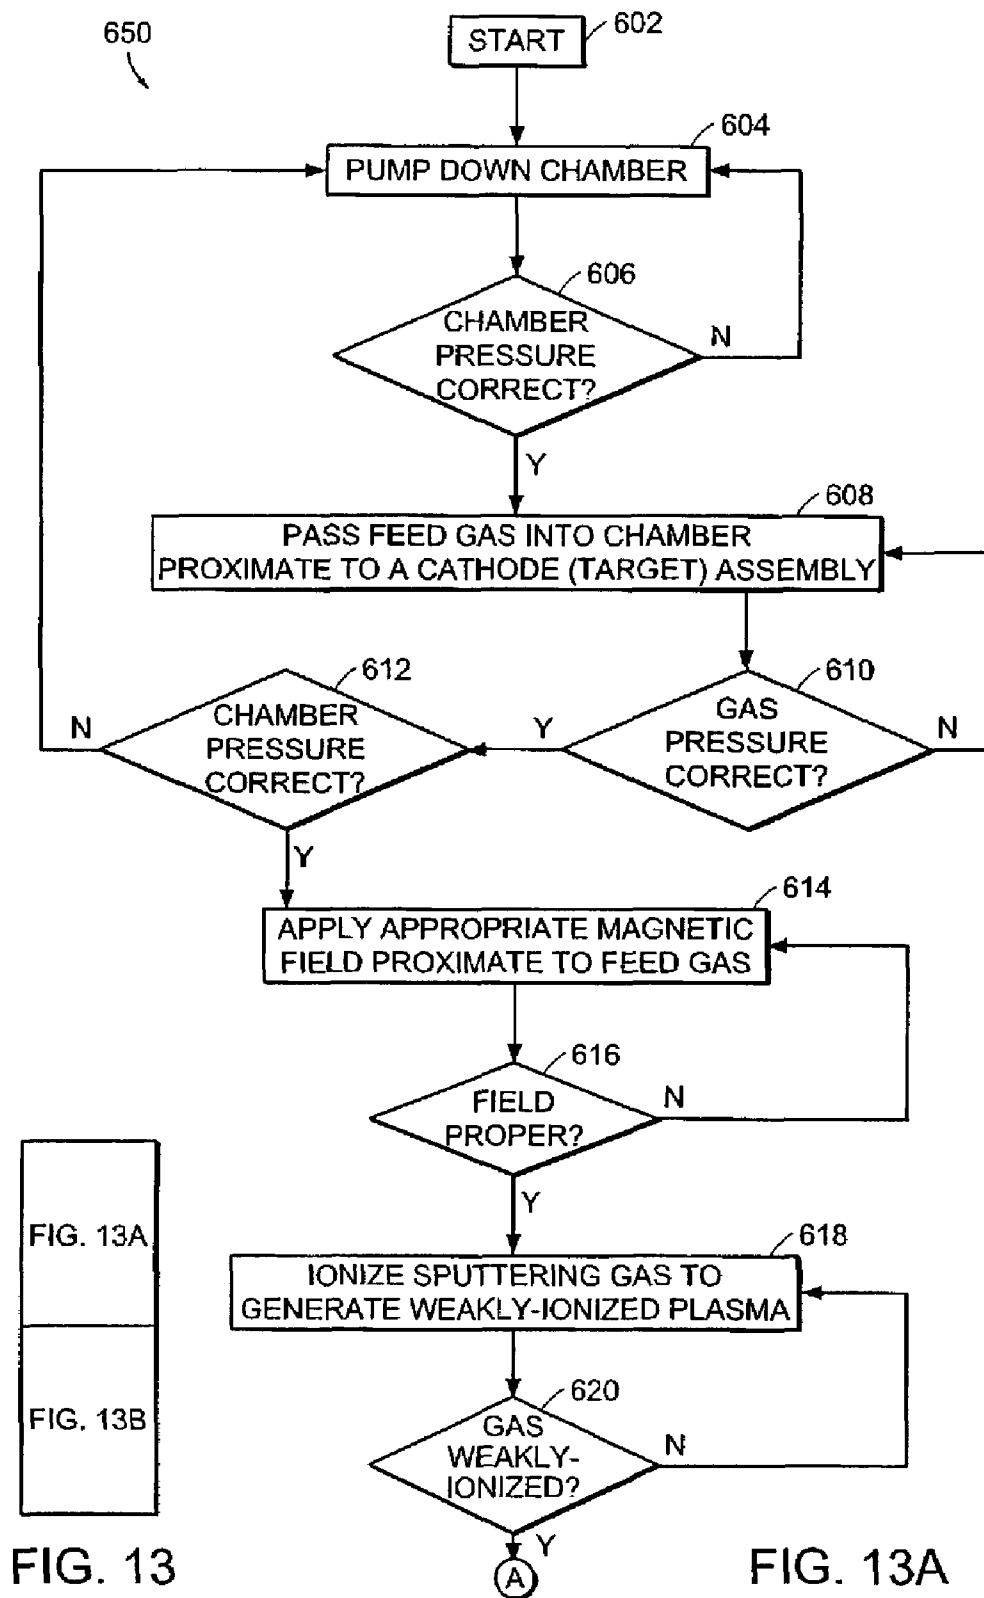 650
START
602
604
PUMP DOWN CHAMBER
606
CHAMBER
PRESSURE
CORRECT?
N
Y
608
PASS FEED GAS INTO CHAMBER
PROXIMATE TO A CATHODE (TARGET) ASSEMBLY
612
CHAMBER
PRESSURE
CORRECT?
N
Y
610
GAS
PRESSURE
CORRECT?
N
Y
614
APPLY APPROPRIATE MAGNETIC
FIELD PROXIMATE TO FEED GAS
616
FIELD
PROPER?
N
Y
618
IONIZE SPUTTERING GAS TO
GENERATE WEAKLY-IONIZED PLASMA
620
GAS
WEAKLY-
IONIZED?
N
Y
A
FIG. 13A
FIG. 13B
FIG. 13
FIG. 13A